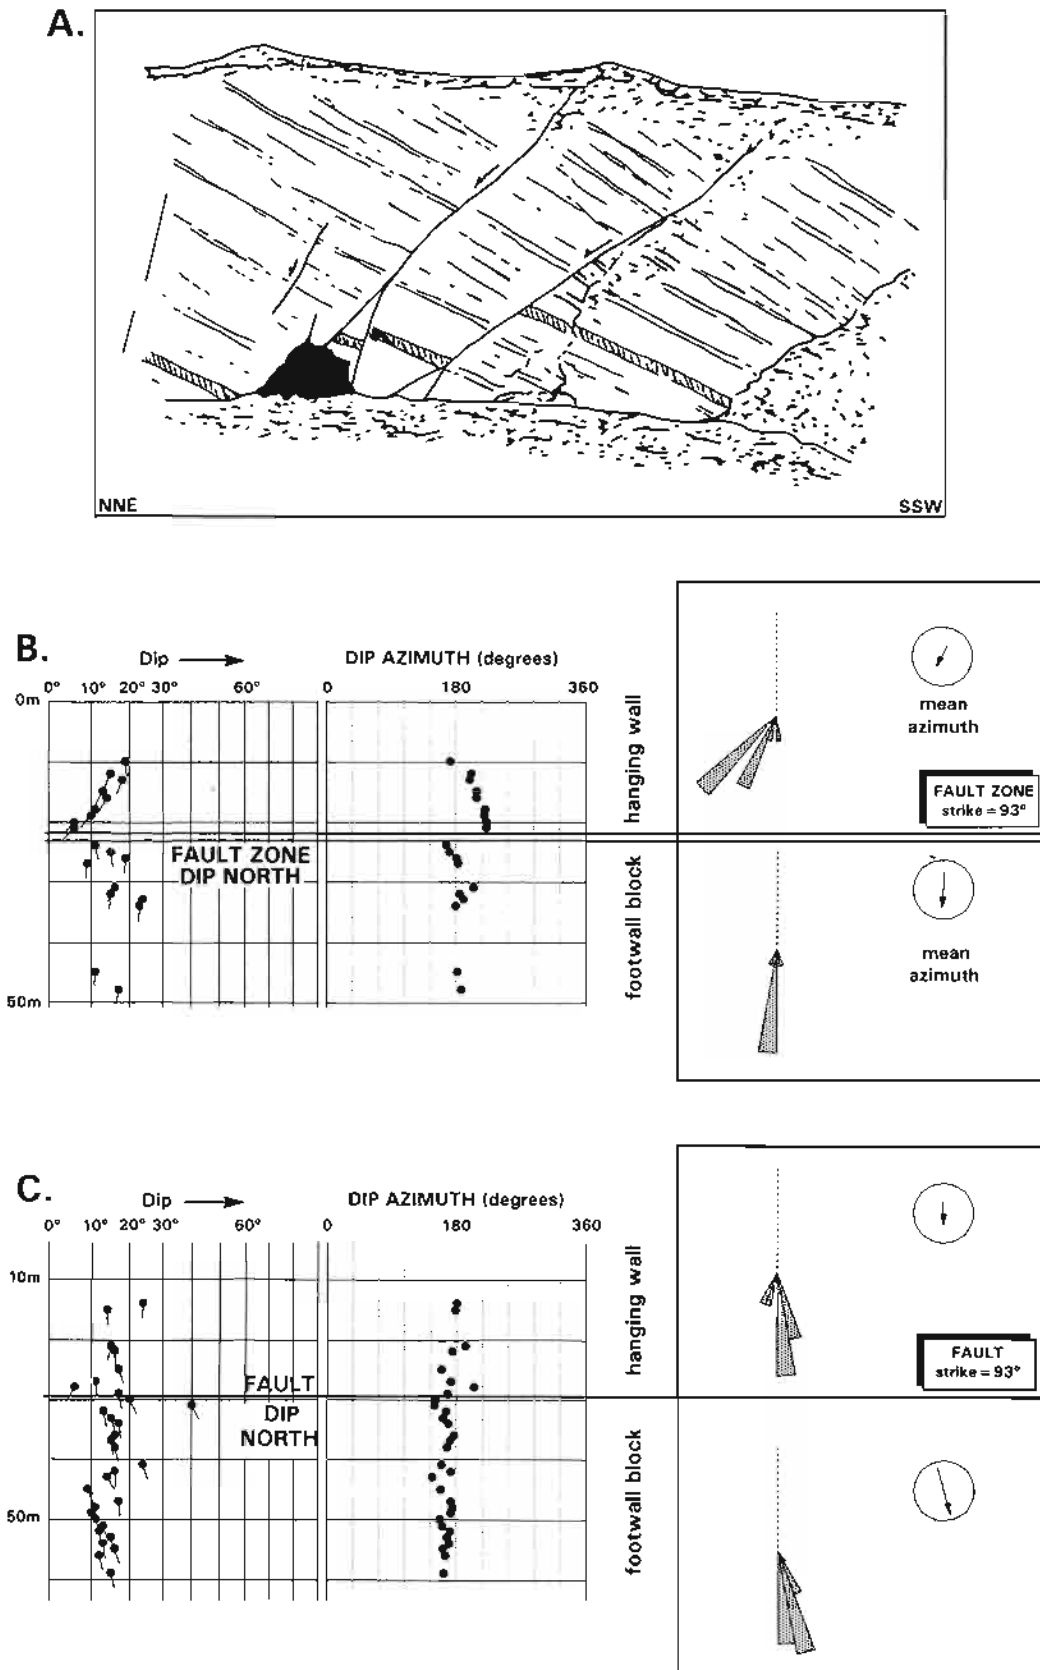 A.
NNE SSW
B.
Dip DIP AZIMUTH (degrees)
0° 10° 20° 30° 60° 0 180 360
0m
hanging wall
mean
azimuth
FAULT ZONE
strike = 93°
FAULT ZONE
DIP NORTH
footwall block
mean
azimuth
50m
C.
Dip DIP AZIMUTH (degrees)
0° 10° 20° 30° 60° 0 180 360
10m
hanging wall
FAULT
strike = 93°
FAULT
DIP
NORTH
footwall block
50m